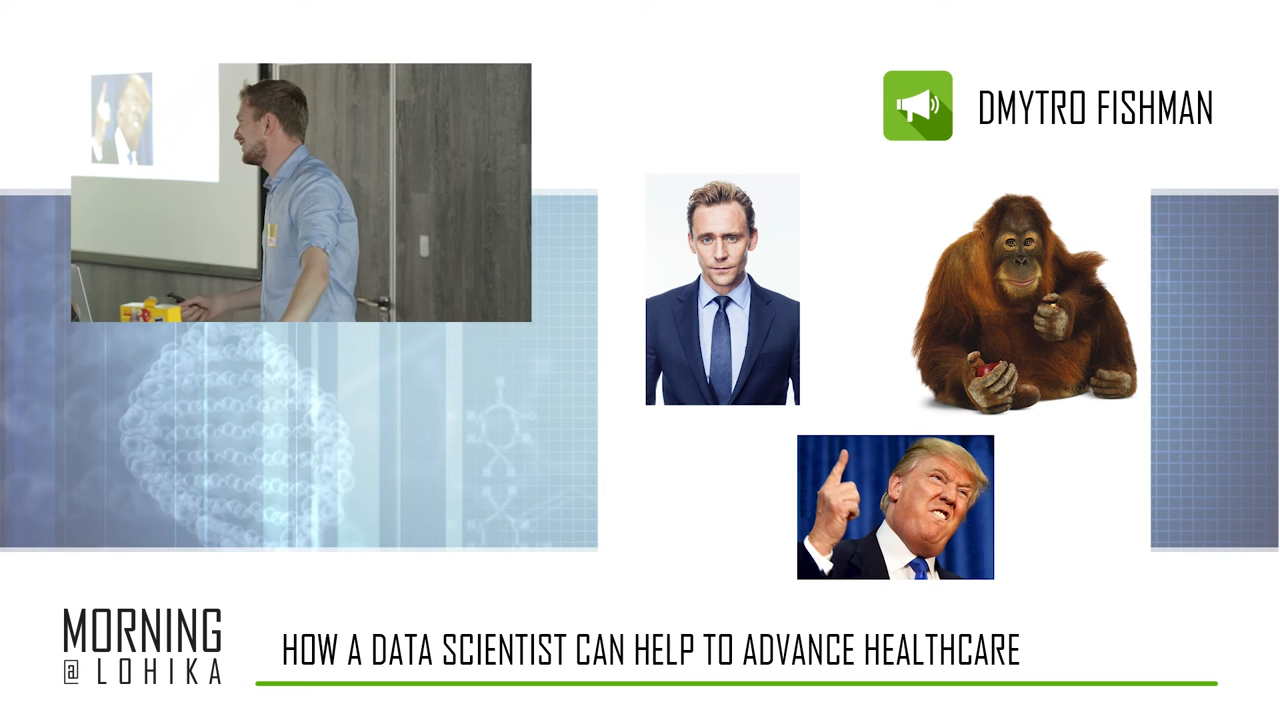 DMYTRO FISHMAN
MORNING
@ LOHIKA
HOW A DATA SCIENTIST CAN HELP TO ADVANCE HEALTHCARE